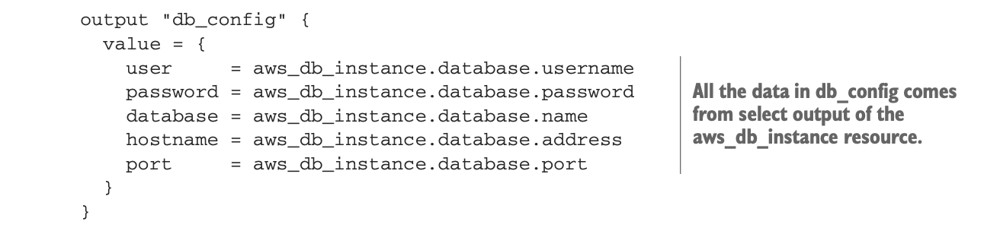 output "db_config" {
  value = {
    user     = aws_db_instance.database.username
    password = aws_db_instance.database.password
    database = aws_db_instance.database.name
    hostname = aws_db_instance.database.address
    port     = aws_db_instance.database.port
  }
}
All the data in db_config comes
from select output of the
aws_db_instance resource.